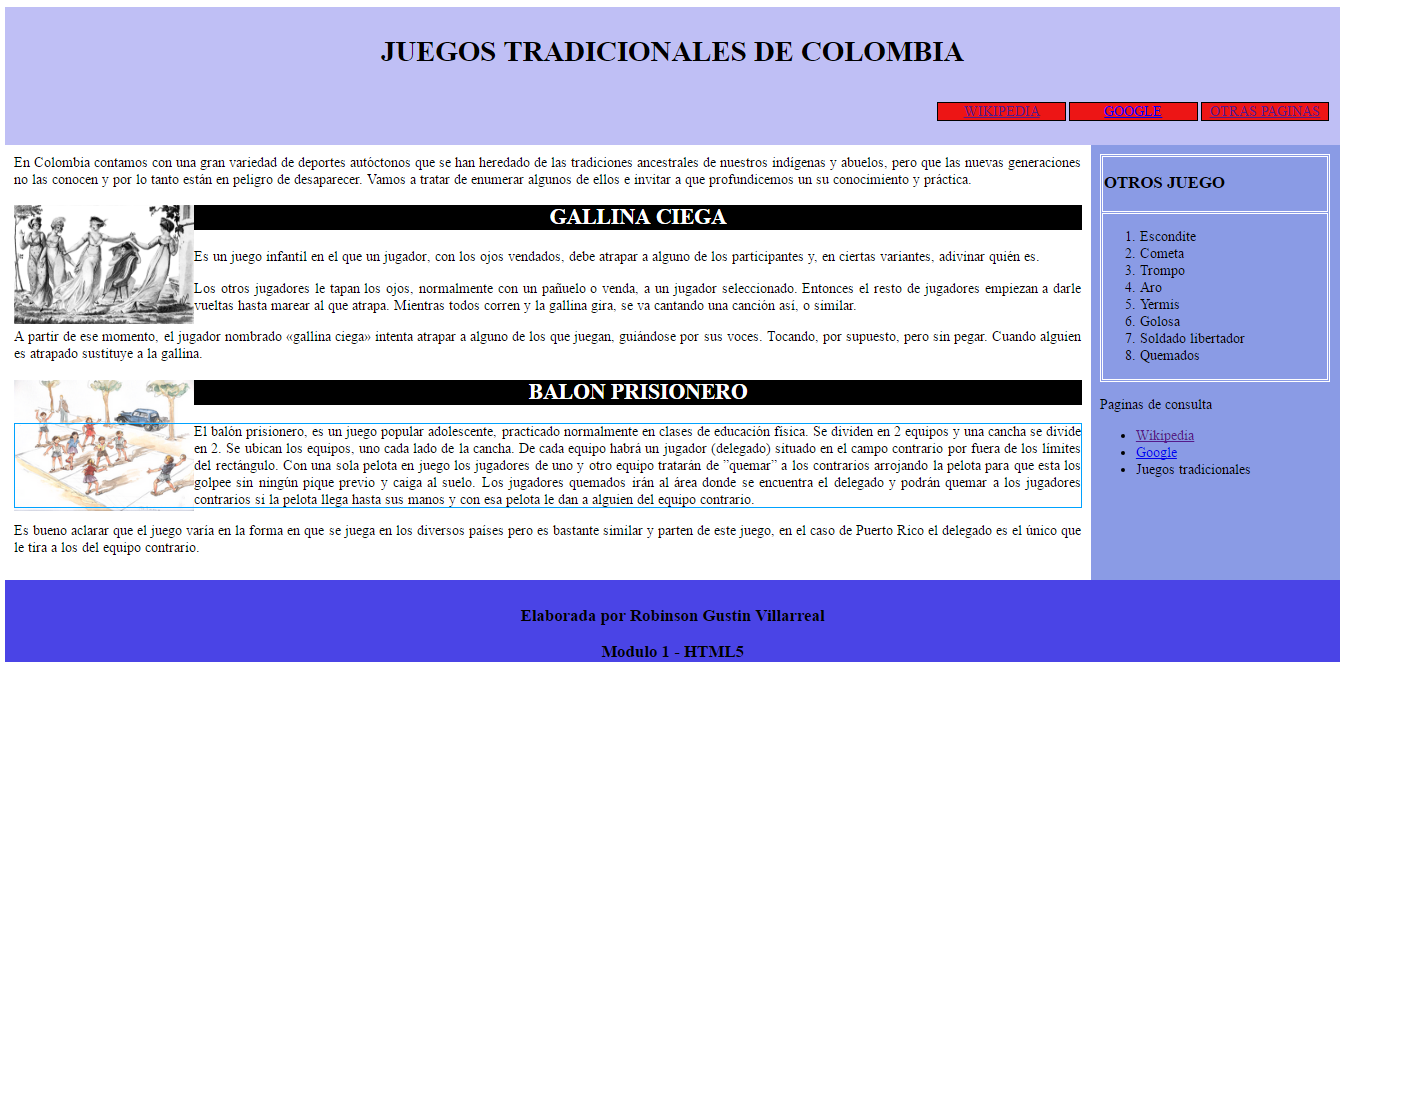 JUEGOS TRADICIONALES DE COLOMBIA
WIKIPEDIA GOOGLE OTRAS PAGINAS
En Colombia contamos con una gran variedad de deportes autóctonos que se han heredado de las tradiciones ancestrales de nuestros indígenas y abuelos, pero que las nuevas generaciones
no las conocen y por lo tanto están en peligro de desaparecer. Vamos a tratar de enumerar algunos de ellos e invitar a que profundicemos un su conocimiento y práctica.
GALLINA CIEGA
Es un juego infantil en el que un jugador, con los ojos vendados, debe atrapar a alguno de los participantes y, en ciertas variantes, adivinar quién es.
Los otros jugadores le tapan los ojos, normalmente con un pañuelo o venda, a un jugador seleccionado. Entonces el resto de jugadores empiezan a darle
vueltas hasta marear al que atrapa. Mientras todos corren y la gallina gira, se va cantando una canción así, o similar.
A partir de ese momento, el jugador nombrado «gallina ciega» intenta atrapar a alguno de los que juegan, guiándose por sus voces. Tocando, por supuesto, pero sin pegar. Cuando alguien
es atrapado sustituye a la gallina.
BALON PRISIONERO
El balón prisionero, es un juego popular adolescente, practicado normalmente en clases de educación física. Se dividen en 2 equipos y una cancha se divide
en 2. Se ubican los equipos, uno cada lado de la cancha. De cada equipo habrá un jugador (delegado) situado en el campo contrario por fuera de los límites
del rectángulo. Con una sola pelota en juego los jugadores de uno y otro equipo tratarán de ”quemar” a los contrarios arrojando la pelota para que esta los
golpee sin ningún pique previo y caiga al suelo. Los jugadores quemados irán al área donde se encuentra el delegado y podrán quemar a los jugadores
contrarios si la pelota llega hasta sus manos y con esa pelota le dan a alguien del equipo contrario.
Es bueno aclarar que el juego varía en la forma en que se juega en los diversos países pero es bastante similar y parten de este juego, en el caso de Puerto Rico el delegado es el único que
le tira a los del equipo contrario.
OTROS JUEGO
1. Escondite
2. Cometa
3. Trompo
4. Aro
5. Yermis
6. Golosa
7. Soldado libertador
8. Quemados
Paginas de consulta
• Wikipedia
• Google
• Juegos tradicionales
Elaborada por Robinson Gustin Villarreal
Modulo 1 - HTML5